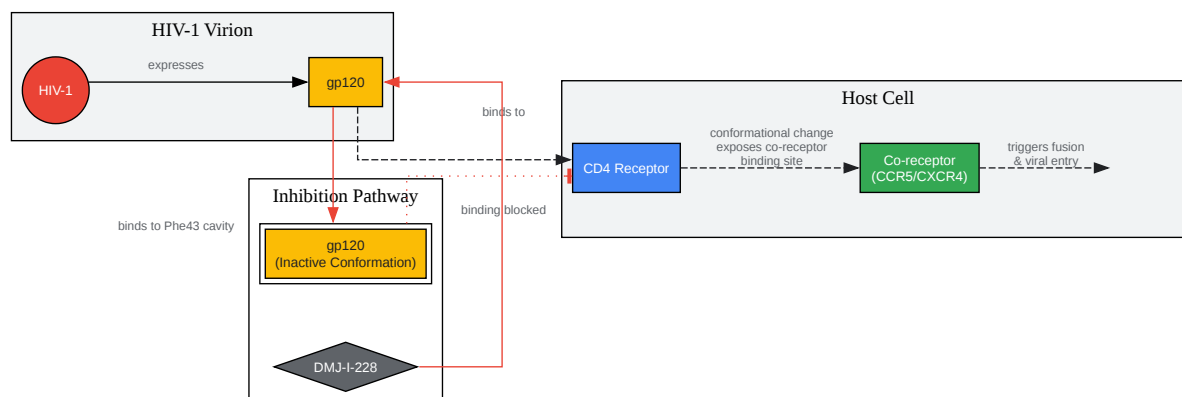 HIV-1 Virion
expresses
HIV-1
gp120
binds to
Host Cell
conformational change
exposes co-receptor
binding site
triggers fusion
& viral entry
CD4 Receptor
Co-receptor
(CCR5/CXCR4)
Inhibition Pathway
binding blocked
binds to Phe43 cavity
gp120
(Inactive Conformation)
DMJ-I-228